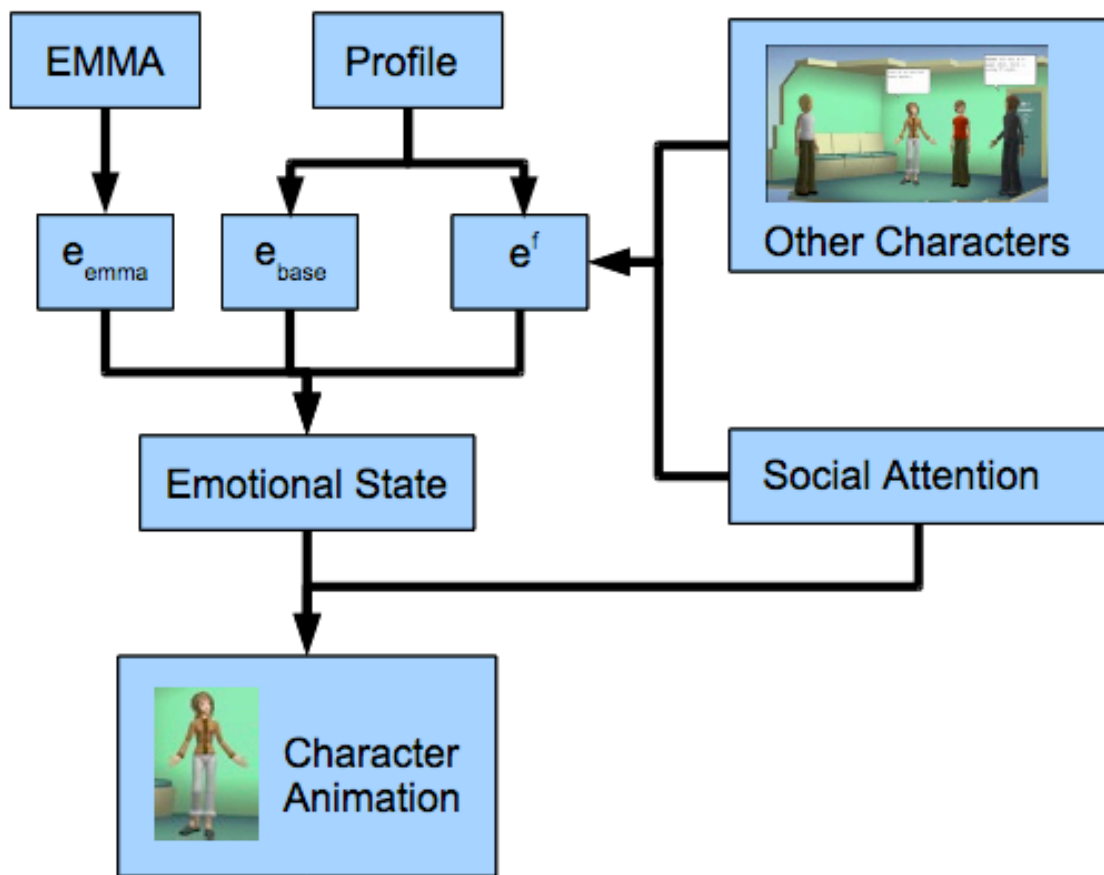 EMMA
Profile
e_emma
e_base
e^f
Other Characters
Emotional State
Social Attention
Character
Animation